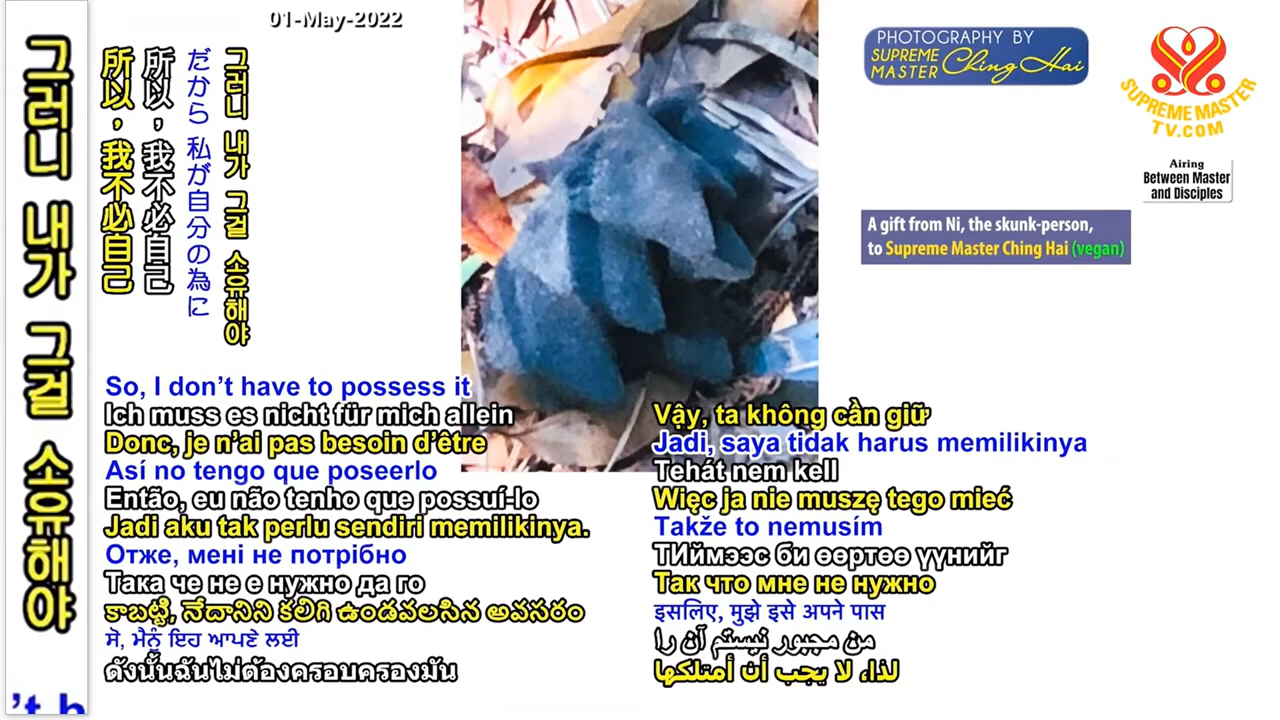 그러니 내가 그걸 소유해야
’t h
01-May-2022
그러니 내가 그걸 소유해야
だから 私が自分の為に
所以，我不必自己
所以，我不必自己
PHOTOGRAPHY BY
SUPREME
MASTER Ching Hai
SUPREME MASTER
TV.COM
Airing
Between Master
and Disciples
A gift from Ni, the skunk-person,
to Supreme Master Ching Hai (vegan)
So, I don’t have to possess it
Ich muss es nicht für mich allein
Donc, je n’ai pas besoin d’être
Así no tengo que poseerlo
Então, eu não tenho que possuí-lo
Jadi aku tak perlu sendiri memilikinya.
Отже, мені не потрібно
Така че не е нужно да го
కాబట్టి, నేదానిని కలిగి ఉండవలసిన అవసరం
ਸੋ, ਮੈਨੂੰ ਇਹ ਆਪਣੇ ਲਈ
ดังนั้นฉันไม่ต้องครอบครองมัน
Vậy, ta không cần giữ
Jadi, saya tidak harus memilikinya
Tehát nem kell
Więc ja nie muszę tego mieć
Takže to nemusím
ТИймээс би өөртөө үүнийг
Так что мне не нужно
इसलिए, मुझे इसे अपने पास
من مجبور نیستم آن را
لذا، لا يجب أن أمتلكها